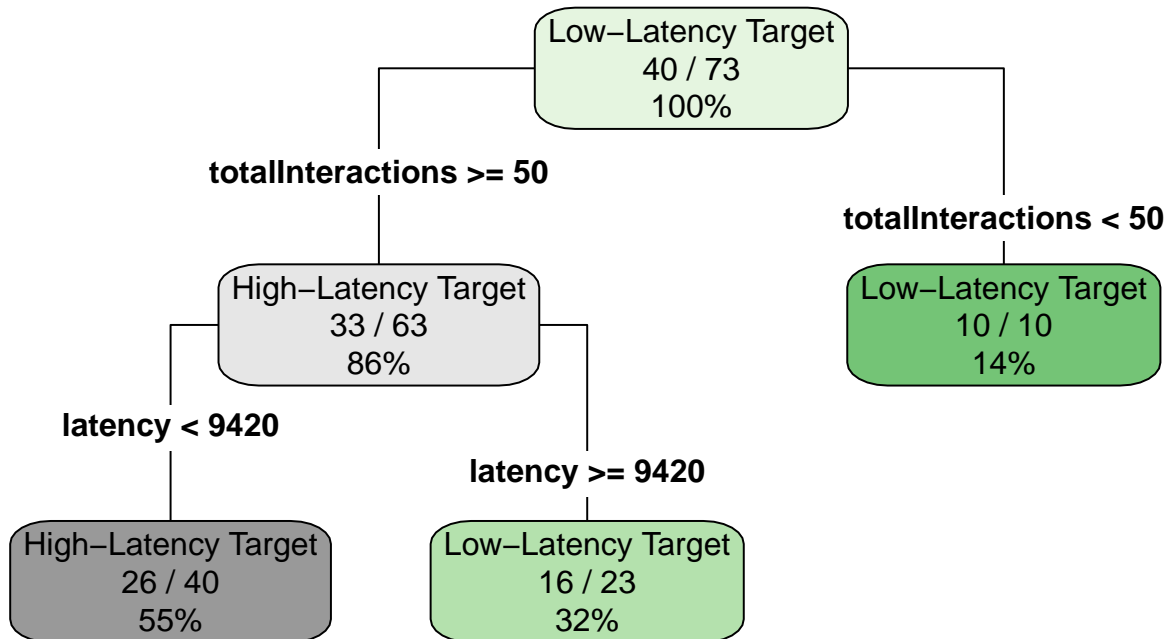 Low−Latency Target
40 / 73
100%
totalInteractions >= 50
totalInteractions < 50
High−Latency Target
33 / 63
86%
Low−Latency Target
10 / 10
14%
latency < 9420
latency >= 9420
High−Latency Target
26 / 40
55%
Low−Latency Target
16 / 23
32%